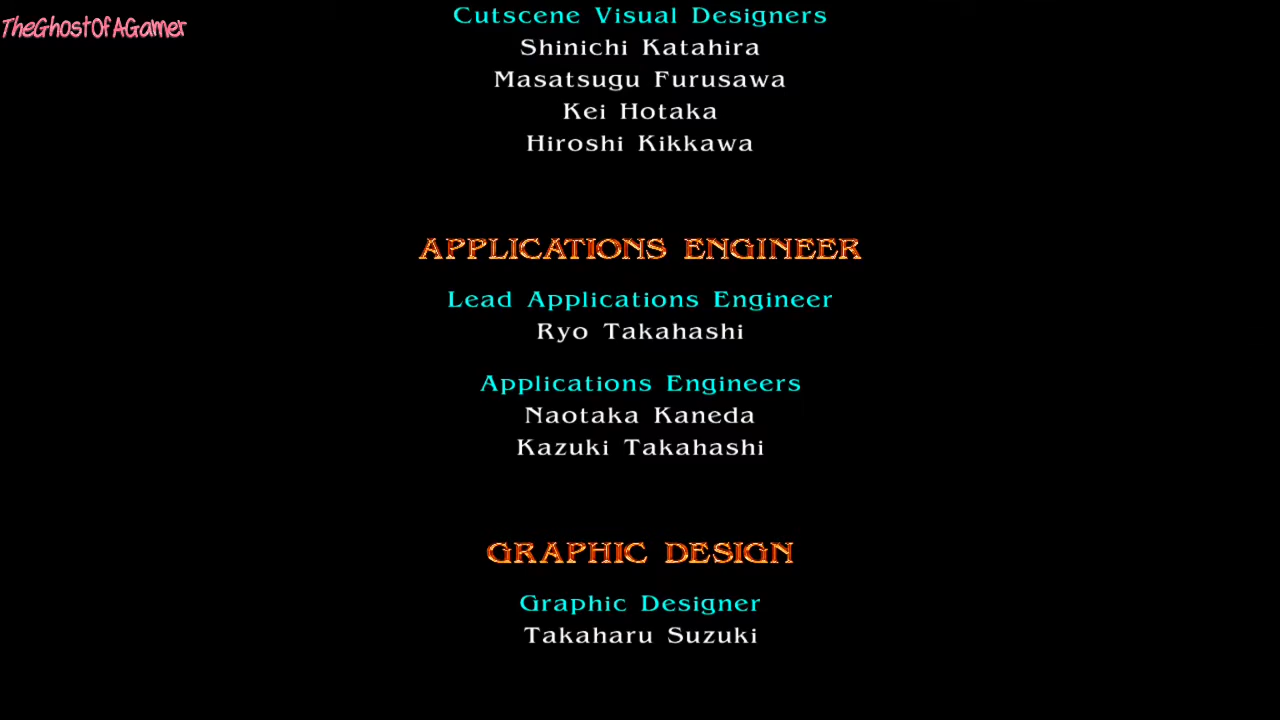 TheGhostOfAGamer
Cutscene Visual Designers
Shinichi Katahira
Masatsugu Furusawa
Kei Hotaka
Hiroshi Kikkawa
APPLICATIONS ENGINEER
Lead Applications Engineer
Ryo Takahashi
Applications Engineers
Naotaka Kaneda
Kazuki Takahashi
GRAPHIC DESIGN
Graphic Designer
Takaharu Suzuki